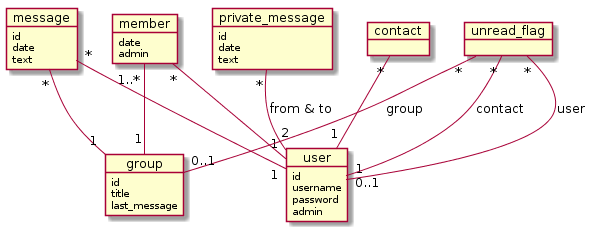 message
id
date
text
member
date
admin
private_message
id
date
text
contact
unread_flag
*
*
1..*
*
*
*
*
*
*
from & to
group
contact
user
1
1
1
1
2
1
0..1
1
0..1
group
id
title
last_message
user
id
username
password
admin